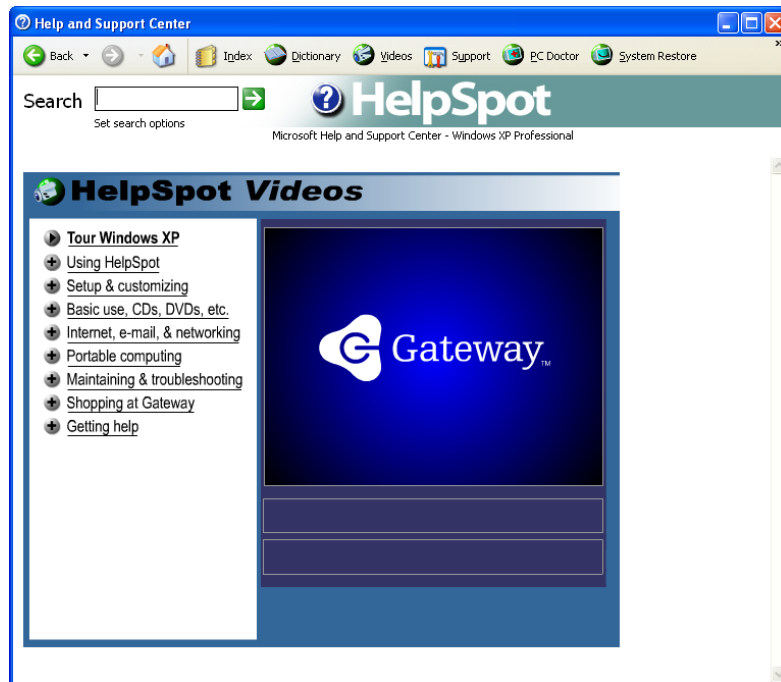 Help and Support Center
Back Index Dictionary Videos Support PC Doctor System Restore »
Search
Set search options
? HelpSpot
Microsoft Help and Support Center - Windows XP Professional
HelpSpot Videos
Tour Windows XP
Using HelpSpot
Setup & customizing
Basic use, CDs, DVDs, etc.
Internet, e-mail, & networking
Portable computing
Maintaining & troubleshooting
Shopping at Gateway
Getting help
Gateway™